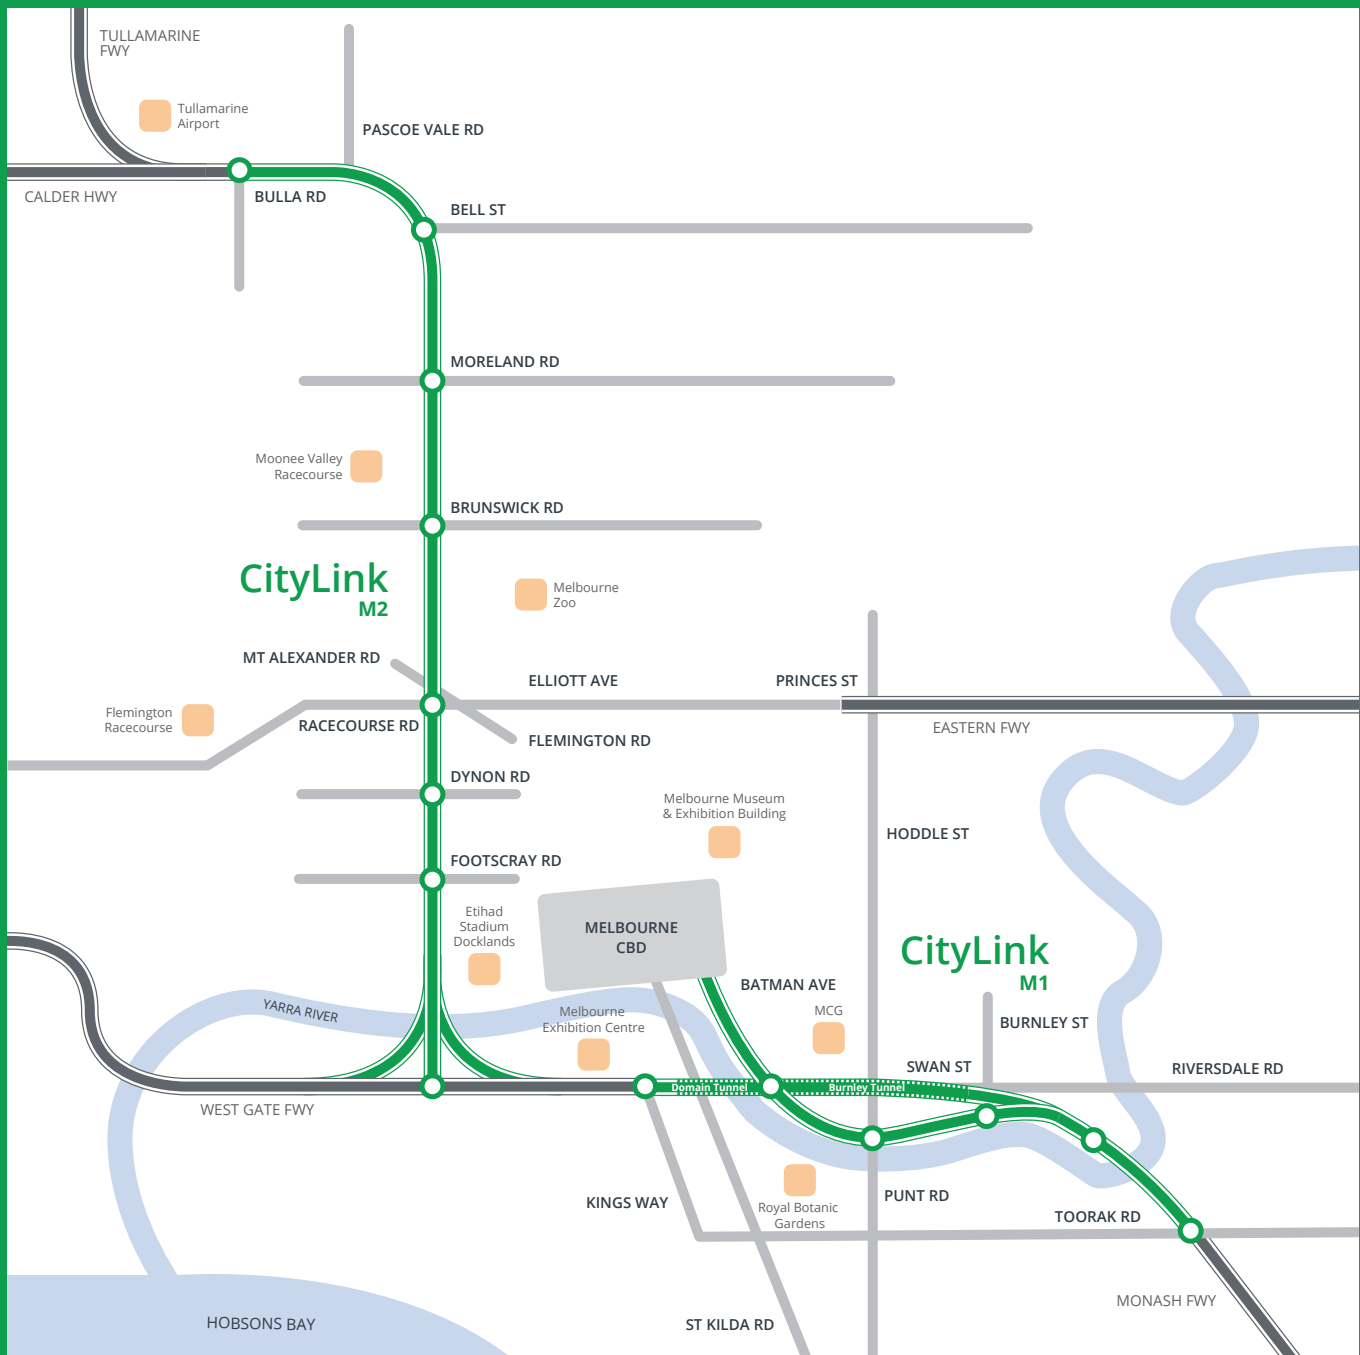 TULLAMARINE
FWY
Tullamarine
Airport
PASCOE VALE RD
CALDER HWY
BULLA RD
BELL ST
MORELAND RD
Moonee Valley
Racecourse
BRUNSWICK RD
CityLink
M2
Melbourne
Zoo
MT ALEXANDER RD
ELLIOTT AVE
PRINCES ST
Flemington
Racecourse
RACECOURSE RD
EASTERN FWY
FLEMINGTON RD
DYNON RD
Melbourne Museum
& Exhibition Building
HODDLE ST
FOOTSCRAY RD
Etihad
Stadium
Docklands
MELBOURNE
CBD
CityLink
M1
BATMAN AVE
YARRA RIVER
Melbourne
Exhibition Centre
MCG
BURNLEY ST
SWAN ST
RIVERSDALE RD
Domain Tunnel
Burnley Tunnel
WEST GATE FWY
KINGS WAY
Royal Botanic
Gardens
PUNT RD
TOORAK RD
MONASH FWY
HOBSONS BAY
ST KILDA RD